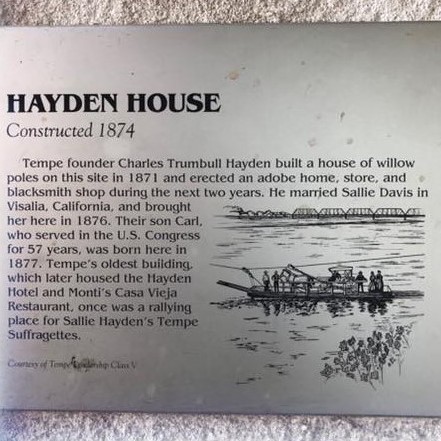 HAYDEN HOUSE
Constructed 1874
Tempe founder Charles Trumbull Hayden built a house of willow
poles on this site in 1871 and erected an adobe home, store, and
blacksmith shop during the next two years. He married Sallie Davis in
Visalia, California, and brought
her here in 1876. Their son Carl,
who served in the U.S. Congress
for 57 years, was born here in
1877. Tempe's oldest building,
which later housed the Hayden
Hotel and Monti's Casa Vieja
Restaurant, once was a rallying
place for Sallie Hayden's Tempe
Suffragettes.
Courtesy of Tempe Leadership Class V